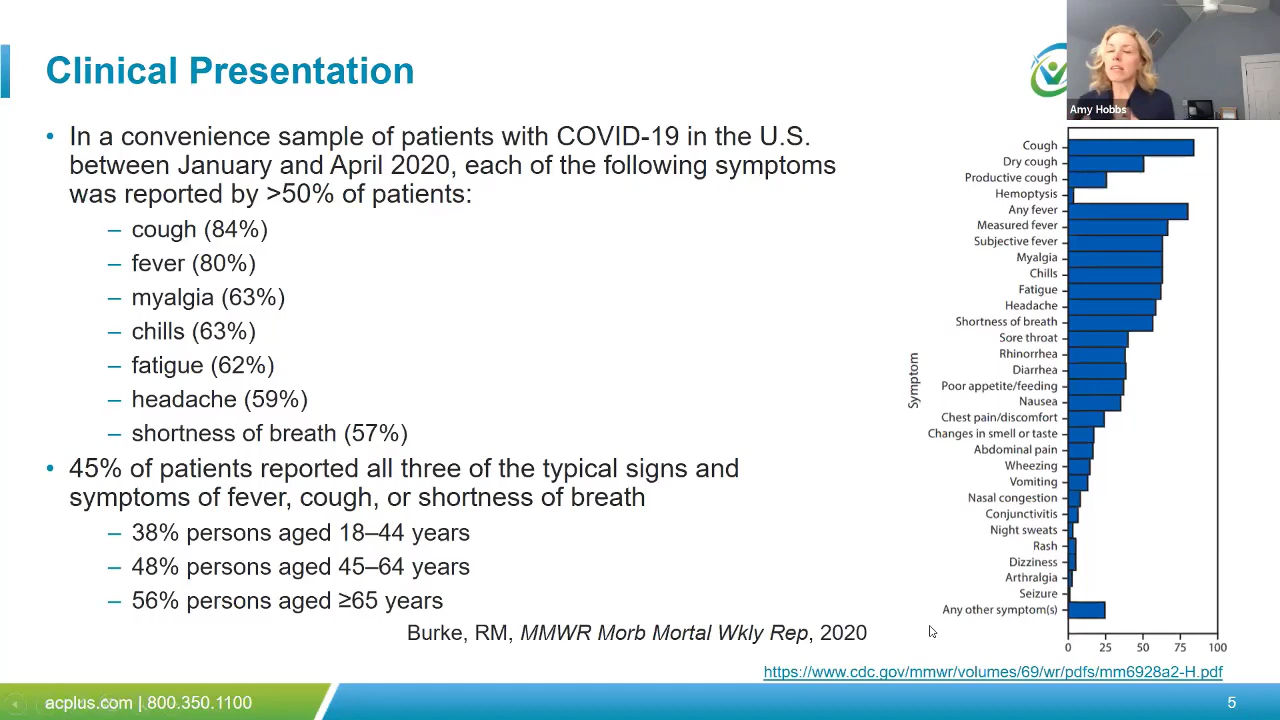 Clinical Presentation
Amy Hobbs
• In a convenience sample of patients with COVID-19 in the U.S.
between January and April 2020, each of the following symptoms
was reported by >50% of patients:
– cough (84%)
– fever (80%)
– myalgia (63%)
– chills (63%)
– fatigue (62%)
– headache (59%)
– shortness of breath (57%)
• 45% of patients reported all three of the typical signs and
symptoms of fever, cough, or shortness of breath
– 38% persons aged 18–44 years
– 48% persons aged 45–64 years
– 56% persons aged ≥65 years
Burke, RM, MMWR Morb Mortal Wkly Rep, 2020
Symptom
Cough
Dry cough
Productive cough
Hemoptysis
Any fever
Measured fever
Subjective fever
Myalgia
Chills
Fatigue
Headache
Shortness of breath
Sore throat
Rhinorrhea
Diarrhea
Poor appetite/feeding
Nausea
Chest pain/discomfort
Changes in smell or taste
Abdominal pain
Wheezing
Vomiting
Nasal congestion
Conjunctivitis
Night sweats
Rash
Dizziness
Arthralgia
Seizure
Any other symptom(s)
0 25 50 75 100
https://www.cdc.gov/mmwr/volumes/69/wr/pdfs/mm6928a2-H.pdf
acplus.com | 800.350.1100
5